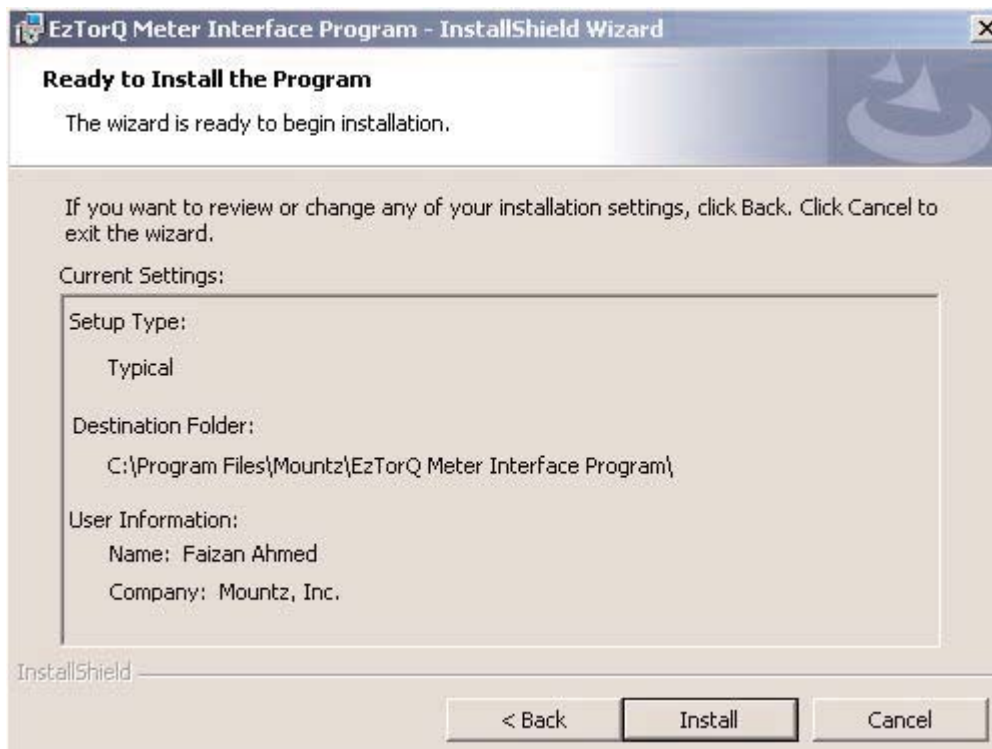 EzTorQ Meter Interface Program - InstallShield Wizard
Ready to Install the Program
The wizard is ready to begin installation.
If you want to review or change any of your installation settings, click Back. Click Cancel to
exit the wizard.
Current Settings:
Setup Type:
Typical
Destination Folder:
C:\Program Files\Mountz\EzTorQ Meter Interface Program\
User Information:
Name: Faizan Ahmed
Company: Mountz, Inc.
InstallShield
< Back Install Cancel